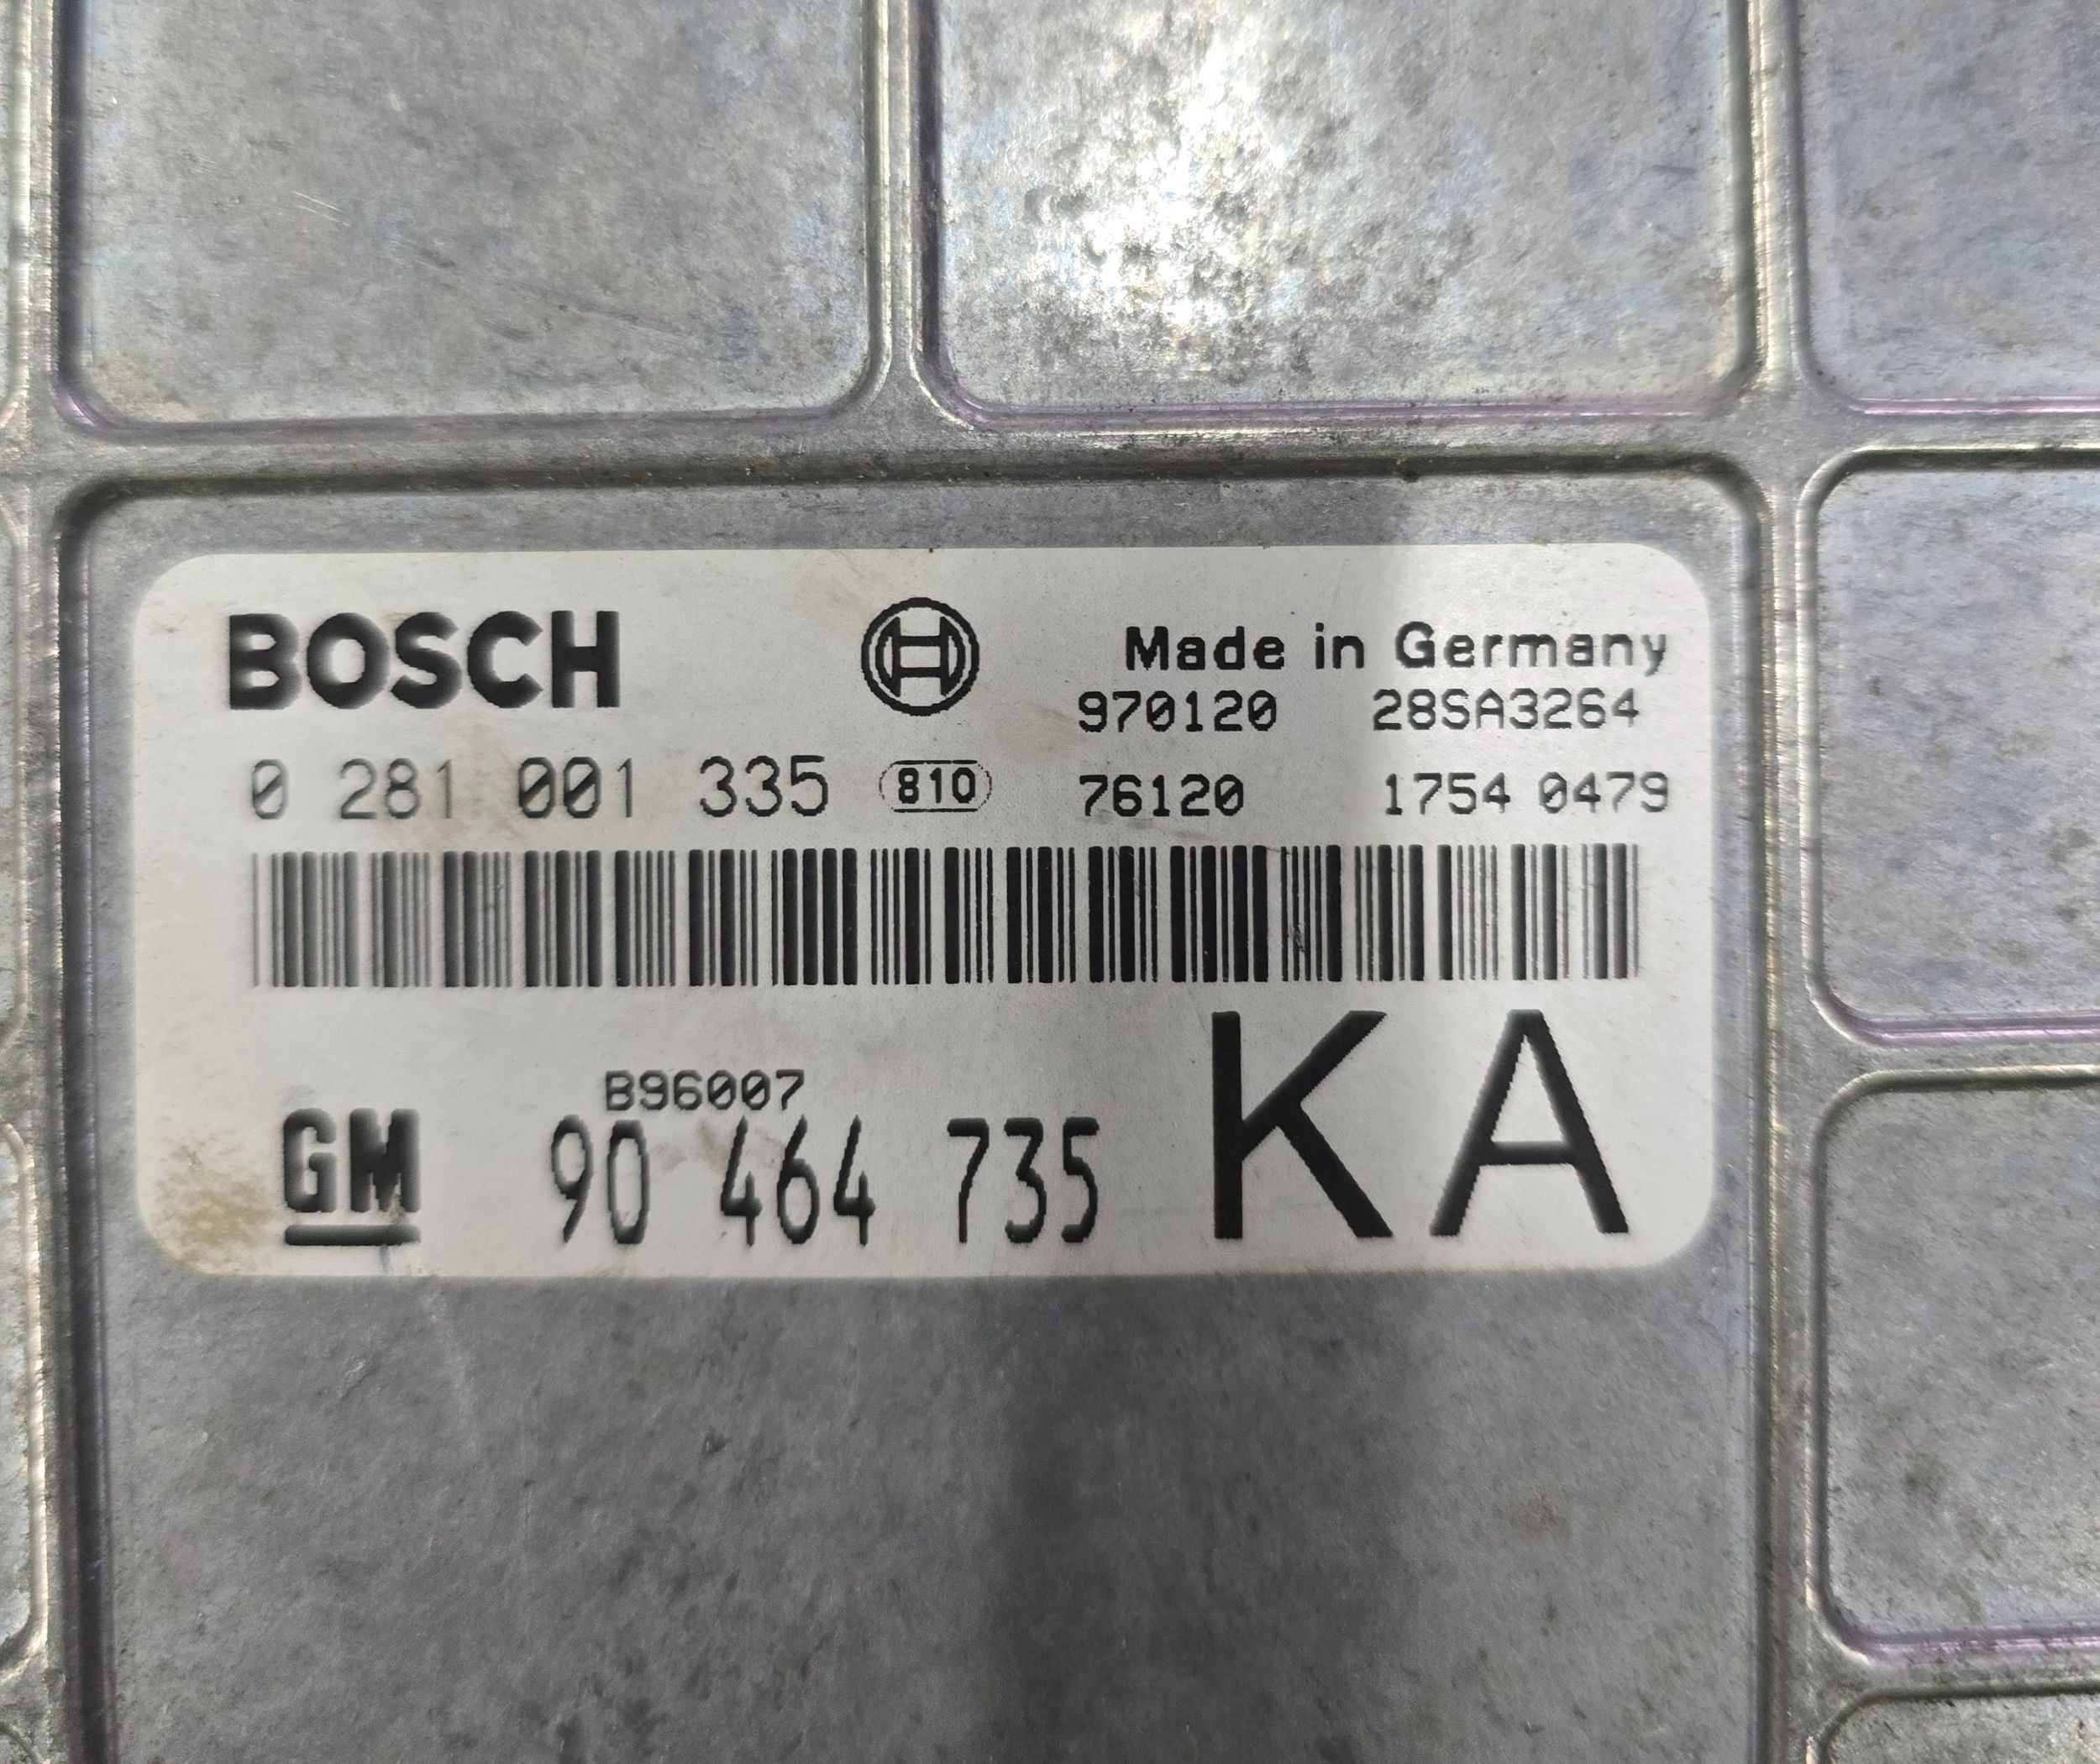 BOSCH Made in Germany
970120 28SA3264
0 281 001 335 810 76120 1754 0479
B96007
GM 90 464 735 KA